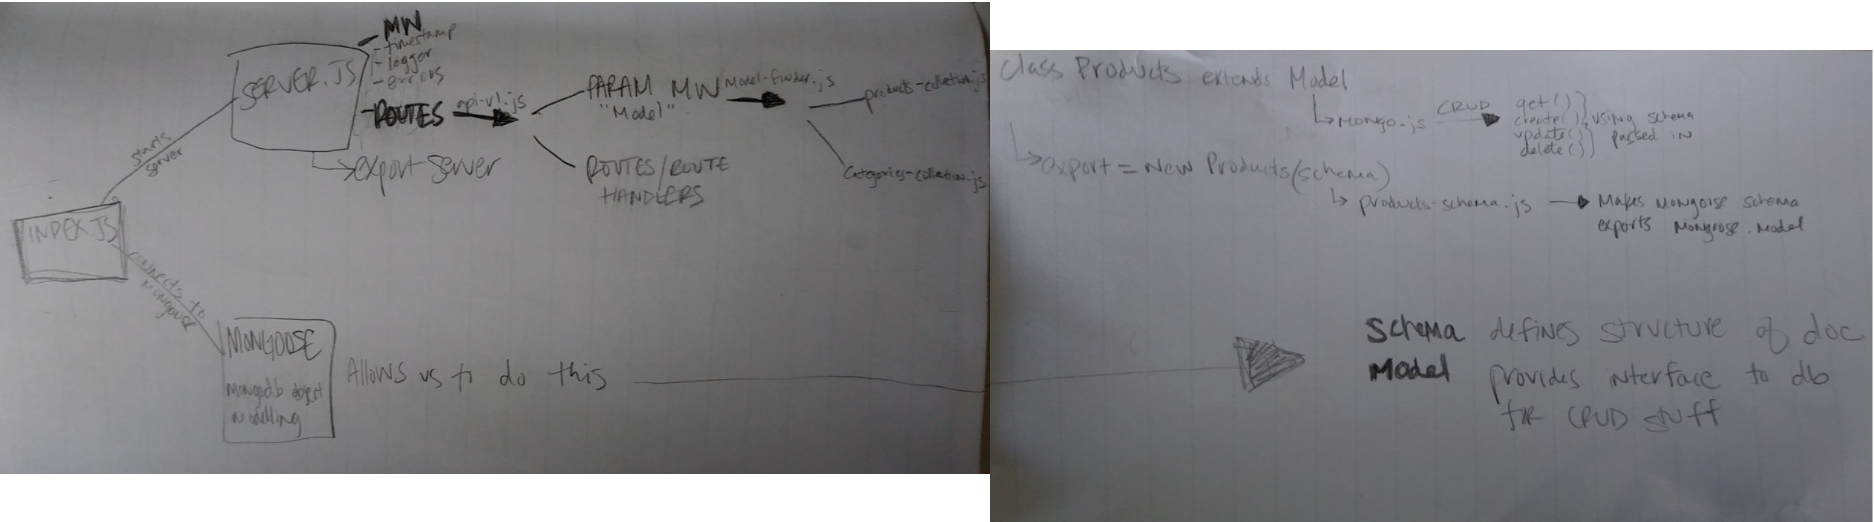 MW
- timestamp
- logger
- errors
SERVER.JS
- ROUTES
api-v1.js
PARAM MW
"Model"
Model-finder.js
products-collection.js
Categories-collection.js
ROUTES/ROUTE
HANDLERS
export server
starts
server
INDEX.JS
connects to
mongoose
MONGOOSE
Mongodb object
modelling
Allows us to do this
Class Products extends Model
mongo.js
CRUD
get()
create()
update()
delete()
using schema
passed in
export = new Products(schema)
products-schema.js
Makes mongoose schema
exports mongoose.model
Schema defines structure of doc
Model provides interface to db
for CRUD stuff